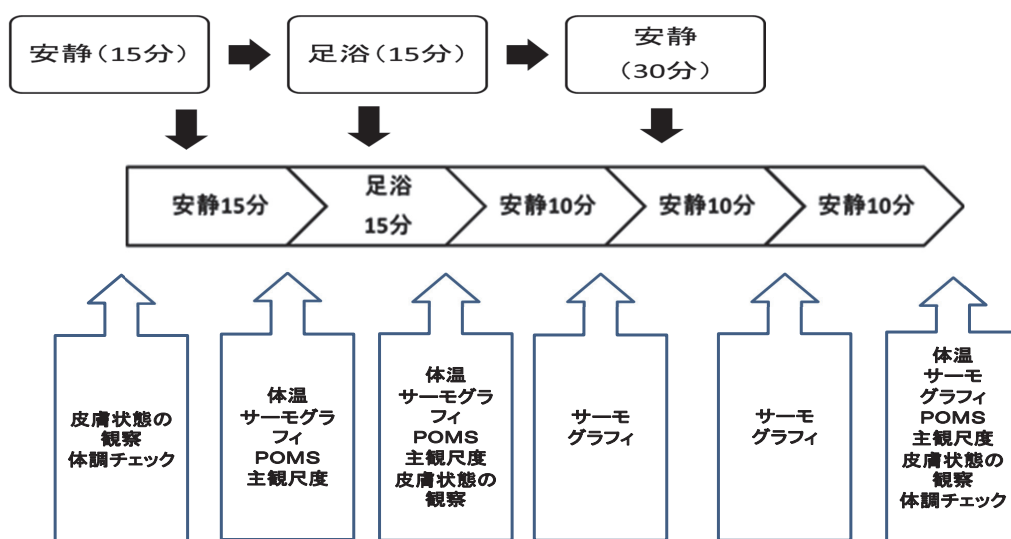 安静(15分)
足浴(15分)
安静
(30分)
安静15分
足浴
15分
安静10分
安静10分
安静10分
皮膚状態の
観察
体調チェック
体温
サーモグラ
フィ
POMS
主観尺度
体温
サーモグラ
フィ
POMS
主観尺度
皮膚状態の
観察
サーモ
グラフィ
サーモ
グラフィ
体温
サーモ
グラフィ
POMS
主観尺度
皮膚状態の
観察
体調チェック